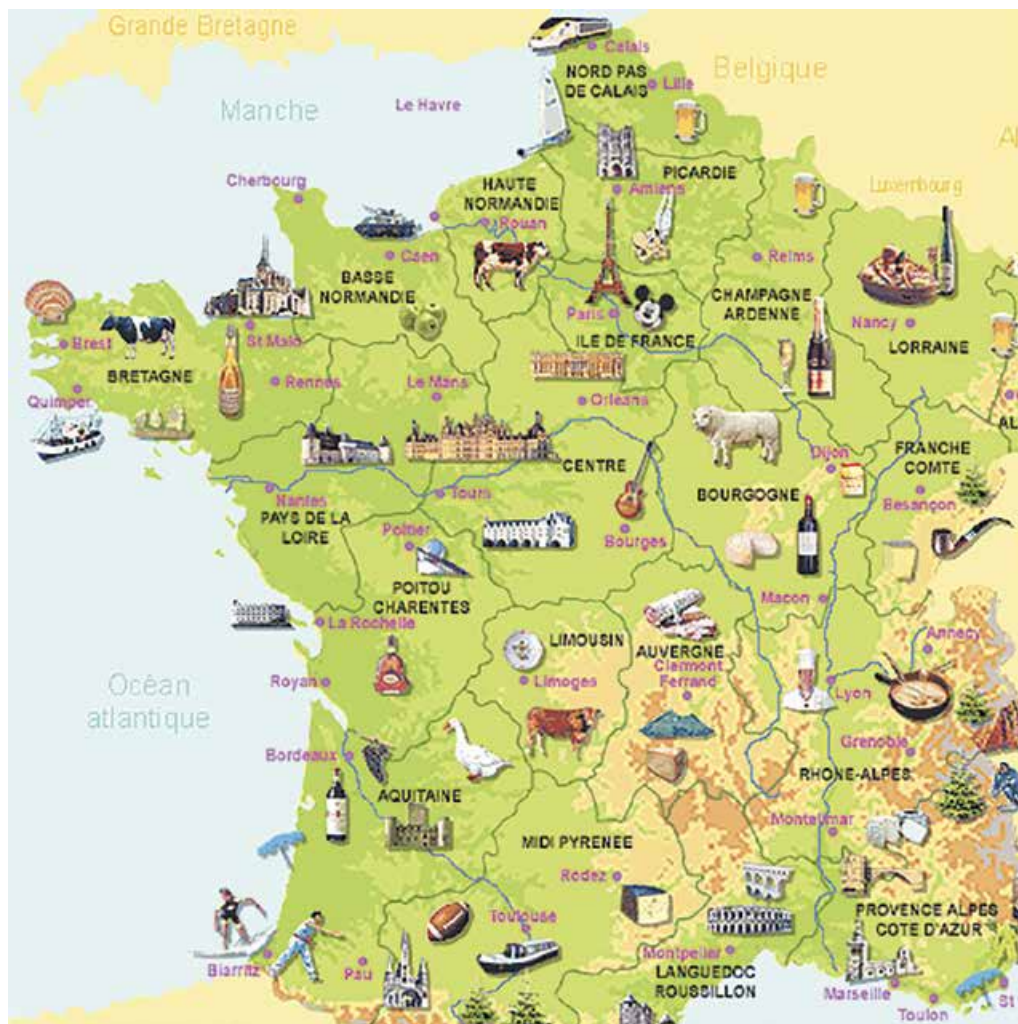 Grande Bretagne
Calais
NORD PAS
DE CALAIS
Belgique
Lille
Manche
Le Havre
PICARDIE
Amiens
Luxembourg
Cherbourg
HAUTE
NORMANDIE
Rouan
Caen
Reims
BASSE
NORMANDIE
CHAMPAGNE
ARDENNE
Paris
Nancy
LORRAINE
ILE DE FRANCE
Brest
St Malo
BRETAGNE
Rennes
Le Mans
Quimper
Orléans
AL
Dijon
FRANCHE
COMTE
CENTRE
Besançon
Nantes
Tours
BOURGOGNE
PAYS DE LA
LOIRE
Poitier
Bourges
POITOU
CHARENTES
Macon
La Rochelle
LIMOUSIN
AUVERGNE
Annecy
Clermont
Ferrand
Océan
atlantique
Royan
Limoges
Lyon
Bordeaux
Grenoble
RHONE-ALPES
AQUITAINE
Montelimar
MIDI PYRENEE
Rodez
PROVENCE ALPES
COTE D'AZUR
Toulouse
Montpelier
Biarritz
Pau
LANGUEDOC
ROUSSILLON
Marseille
St
Toulon